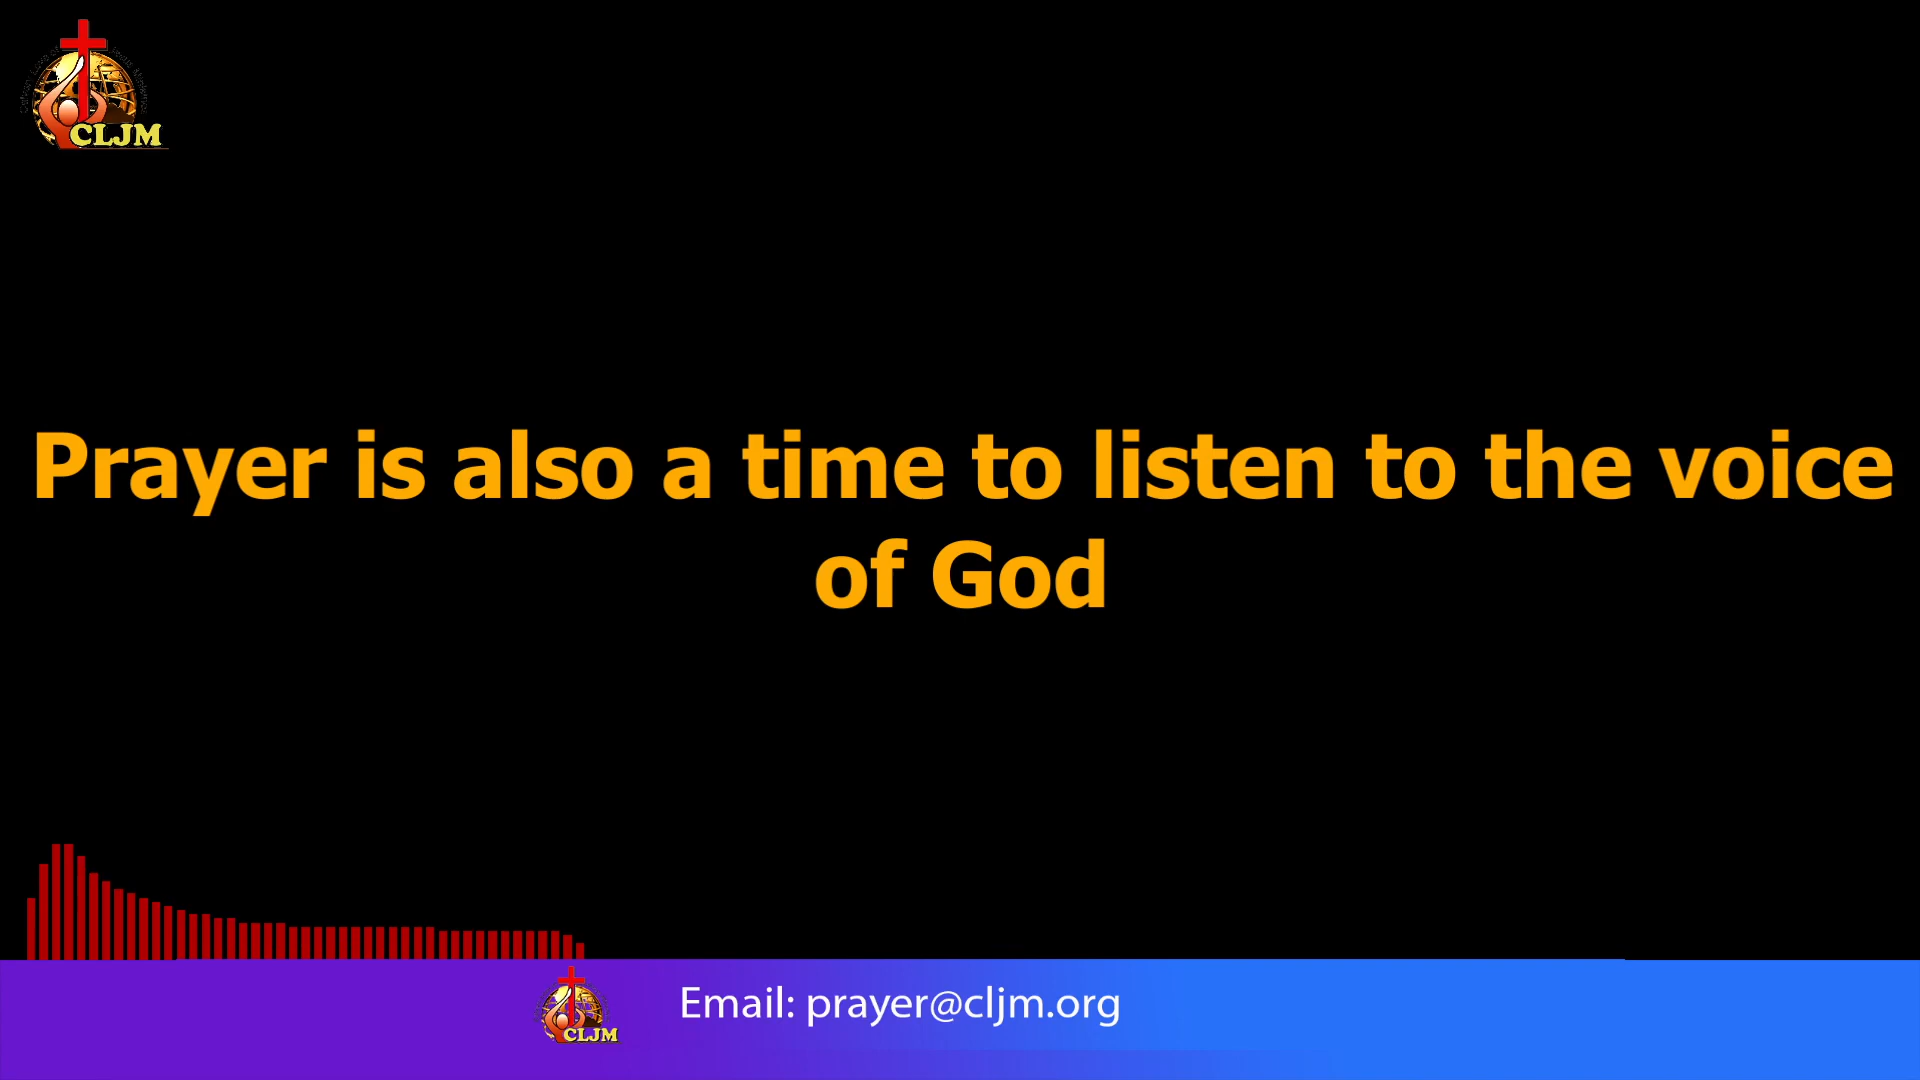 CLJM
Prayer is also a time to listen to the voice
of God
CLJM
Email: prayer@cljm.org